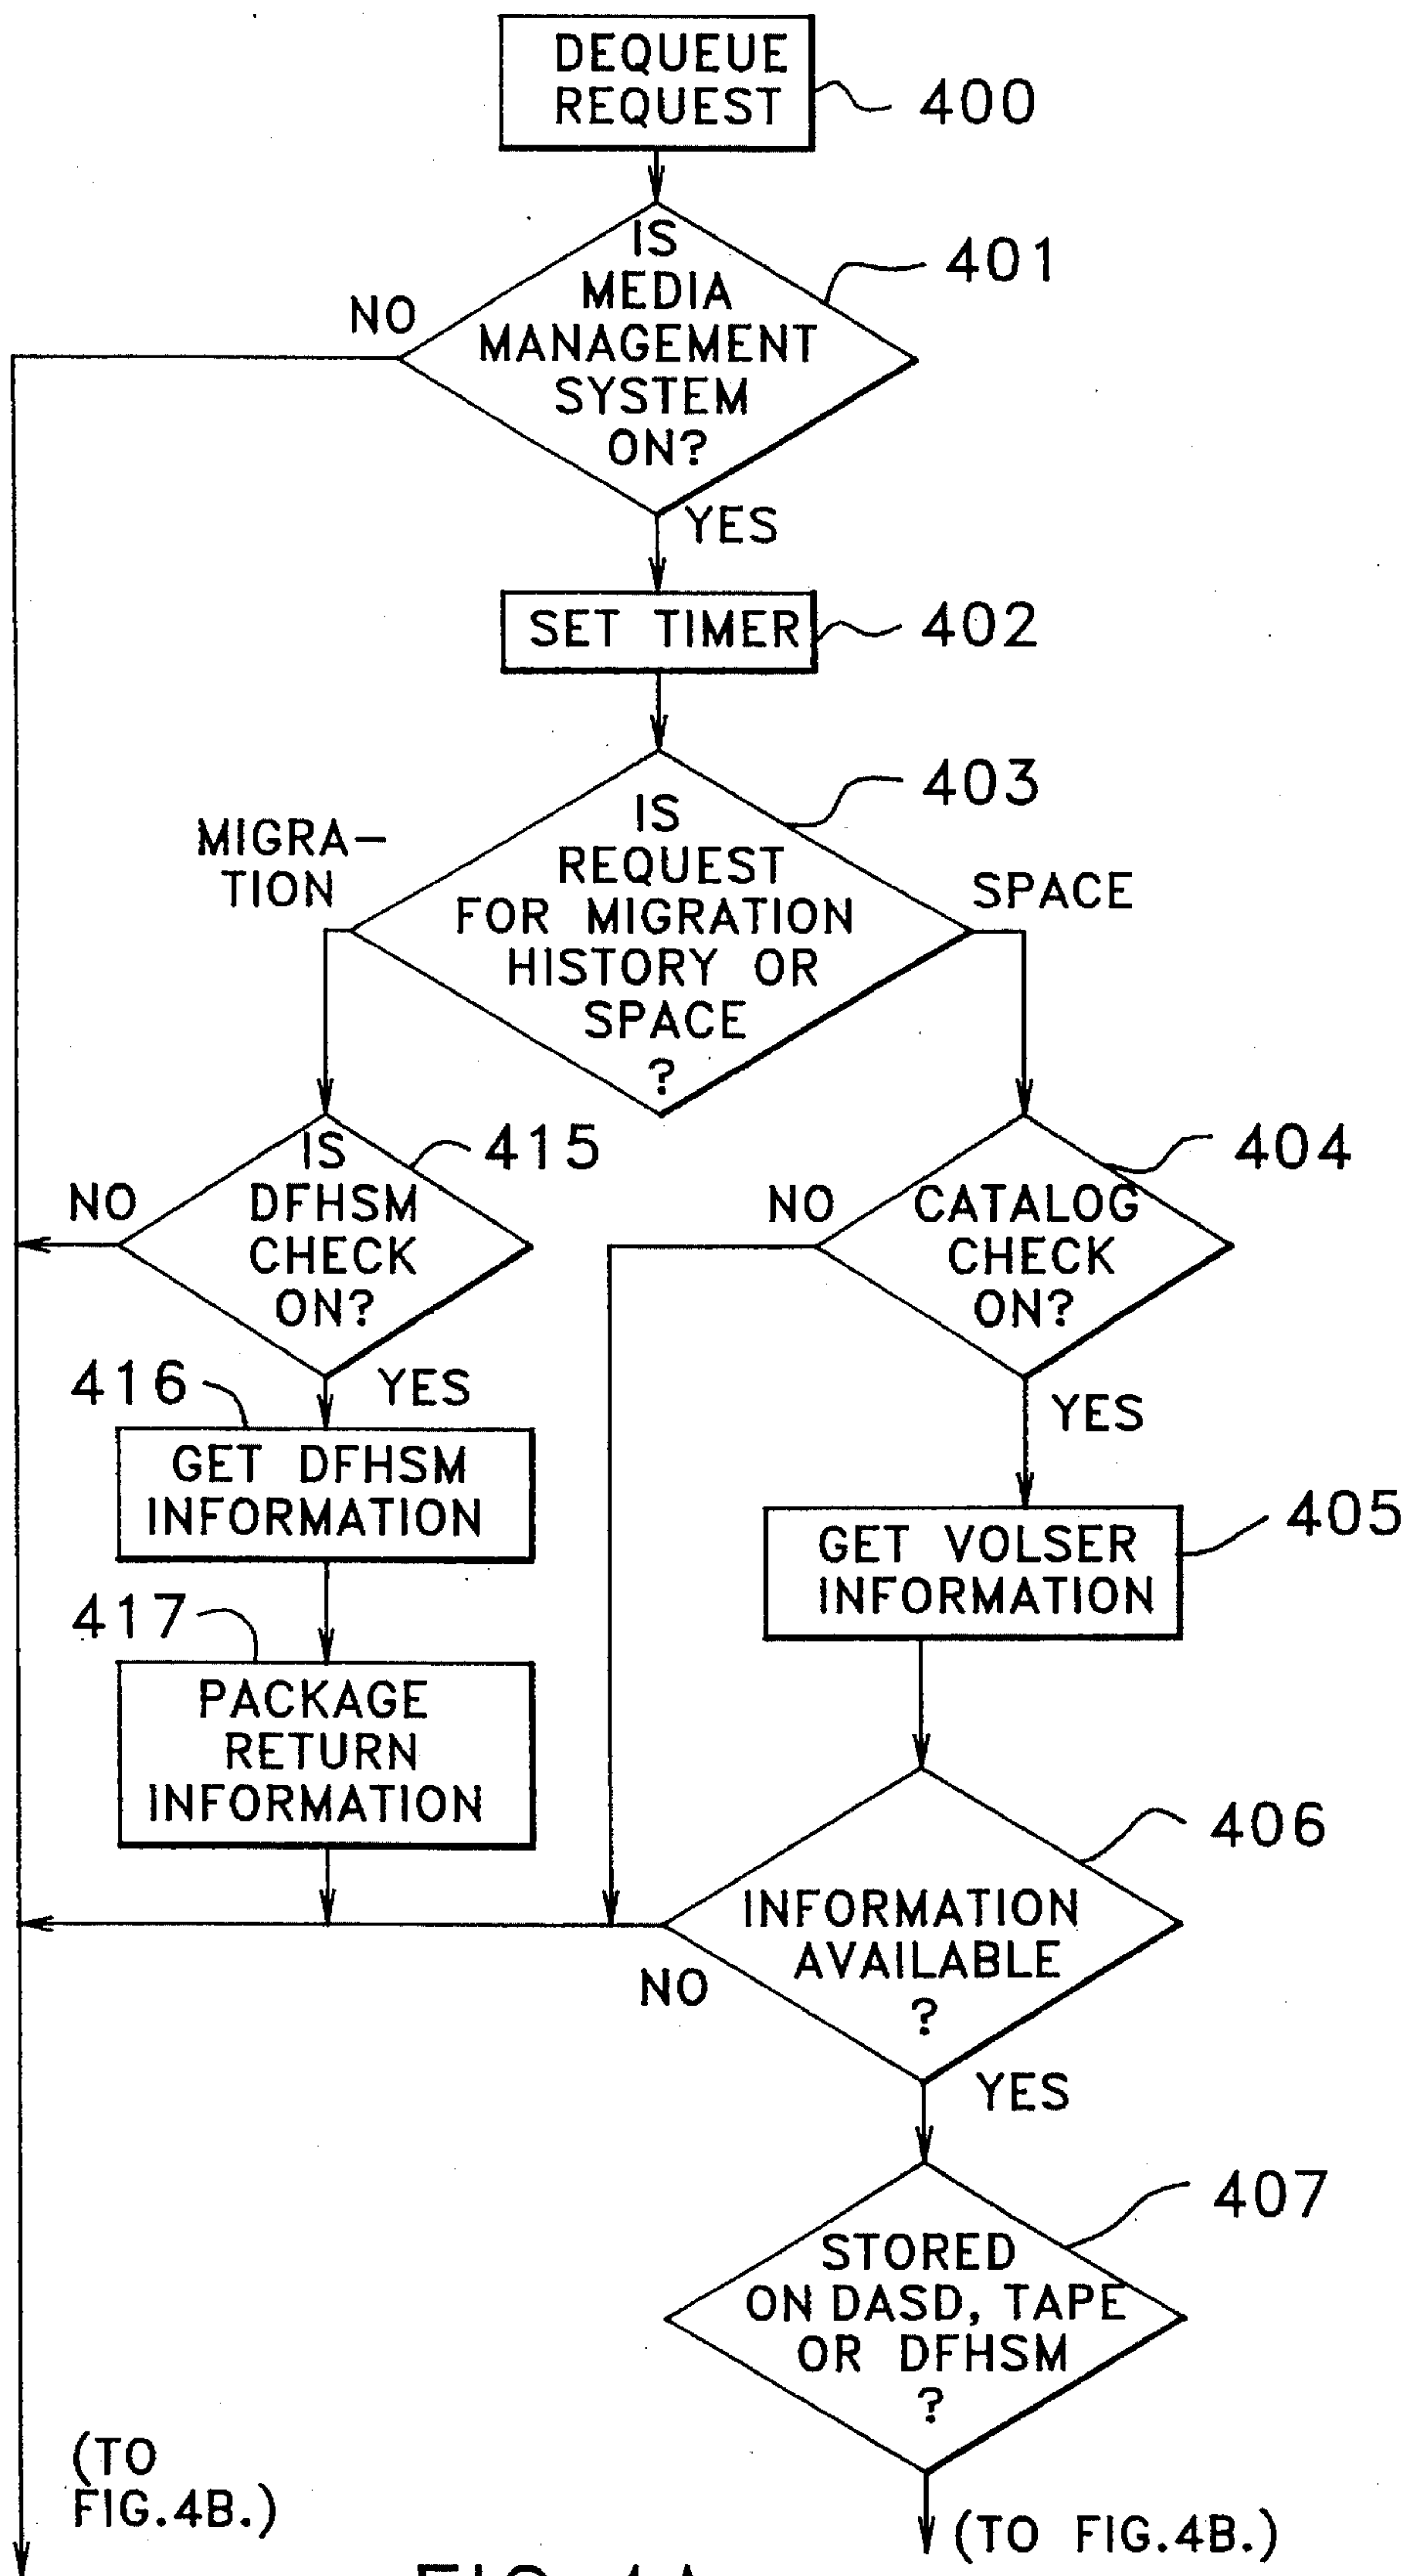 DEQUEUE
REQUEST
400
IS
MEDIA
MANAGEMENT
SYSTEM
ON?
401
NO
YES
SET TIMER
402
IS
REQUEST
FOR MIGRATION
HISTORY OR
SPACE
?
403
MIGRA-
TION
SPACE
IS
DFHSM
CHECK
ON?
415
NO
YES
CATALOG
CHECK
ON?
404
NO
YES
416
GET DFHSM
INFORMATION
GET VOLSER
INFORMATION
405
417
PACKAGE
RETURN
INFORMATION
INFORMATION
AVAILABLE
?
406
NO
YES
STORED
ON DASD, TAPE
OR DFHSM
?
407
(TO
FIG.4B.)
(TO FIG.4B.)